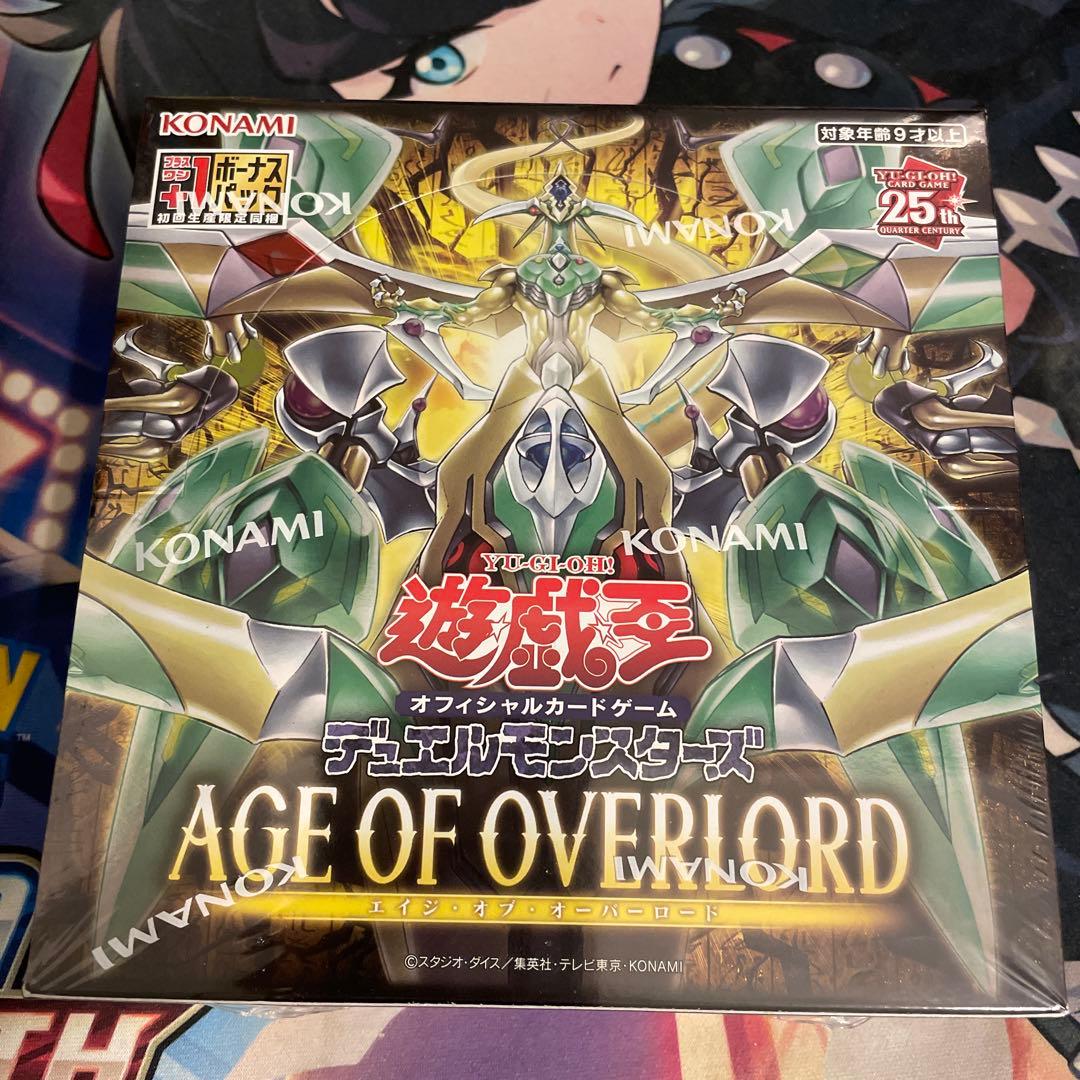 KONAMI
対象年齢9才以上
プラスワン
+1
ボーナスパック
初回生産限定同梱
YU-GI-OH!
CARD GAME
25th
QUARTER CENTURY
KONAMI
KONAMI
KONAMI
KONAMI
KONAMI
YU-GI-OH!
遊戯王
オフィシャルカードゲーム
デュエルモンスターズ
AGE OF OVERLORD
KONAMI
KONAMI
KONAMI
KONAMI
エイジ・オブ・オーバーロード
©スタジオ・ダイス/集英社・テレビ東京・KONAMI
TH